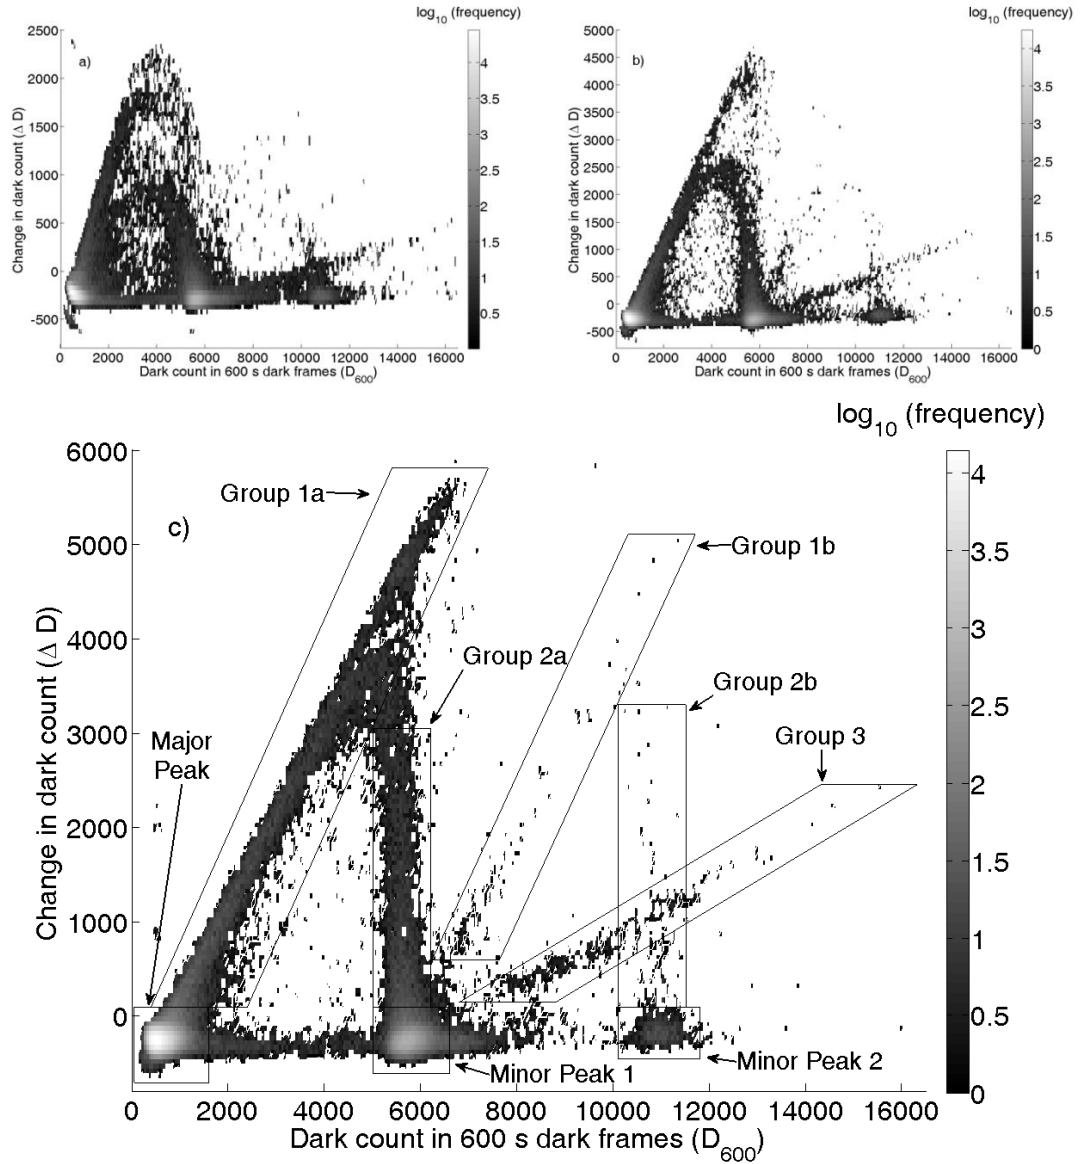 log10 (frequency)
a)
2500
2000
1500
1000
500
0
-500
Change in dark count (Δ D)
0 2000 4000 6000 8000 10000 12000 14000 16000
Dark count in 600 s dark frames (D600)
4
3.5
3
2.5
2
1.5
1
0.5
log10 (frequency)
b)
5000
4500
4000
3500
3000
2500
2000
1500
1000
500
0
-500
Change in dark count (Δ D)
0 2000 4000 6000 8000 10000 12000 14000 16000
Dark count in 600 s dark frames (D600)
4
3.5
3
2.5
2
1.5
1
0.5
0
log10 (frequency)
c)
6000
5000
4000
3000
2000
1000
0
Change in dark count (Δ D)
Group 1a
Group 1b
Group 2a
Group 2b
Group 3
Major
Peak
Minor Peak 1
Minor Peak 2
0 2000 4000 6000 8000 10000 12000 14000 16000
Dark count in 600 s dark frames (D600)
4
3.5
3
2.5
2
1.5
1
0.5
0